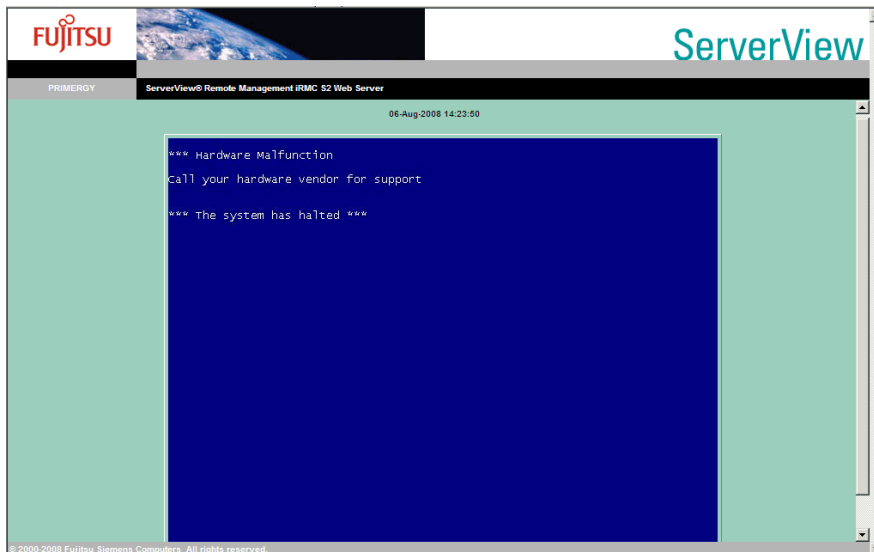 FUJITSU
ServerView
PRIMERGY
ServerView® Remote Management iRMC S2 Web Server
06-Aug-2008 14:23:50
*** Hardware Malfunction
Call your hardware vendor for support
*** The system has halted ***
© 2000-2008 Fujitsu Siemens Computers All rights reserved.